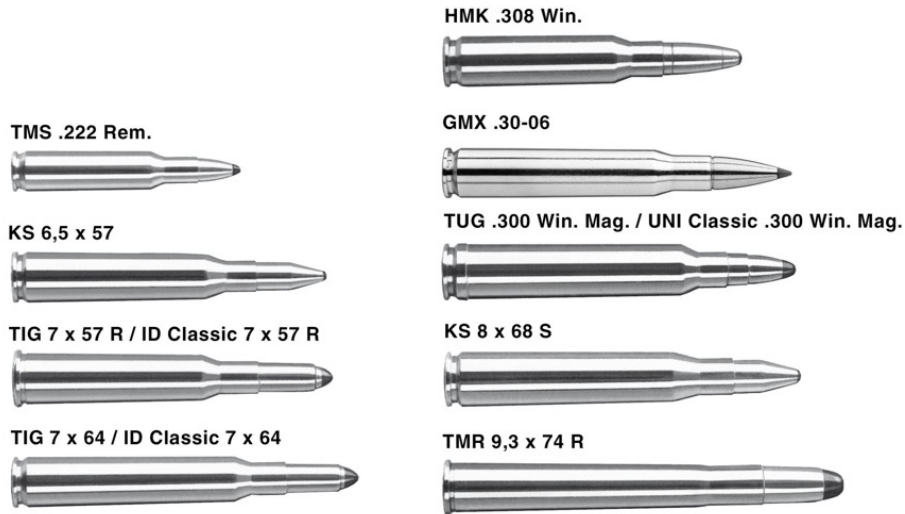 TMS .222 Rem.
KS 6,5 x 57
TIG 7 x 57 R / ID Classic 7 x 57 R
TIG 7 x 64 / ID Classic 7 x 64
HMK .308 Win.
GMX .30-06
TUG .300 Win. Mag. / UNI Classic .300 Win. Mag.
KS 8 x 68 S
TMR 9,3 x 74 R